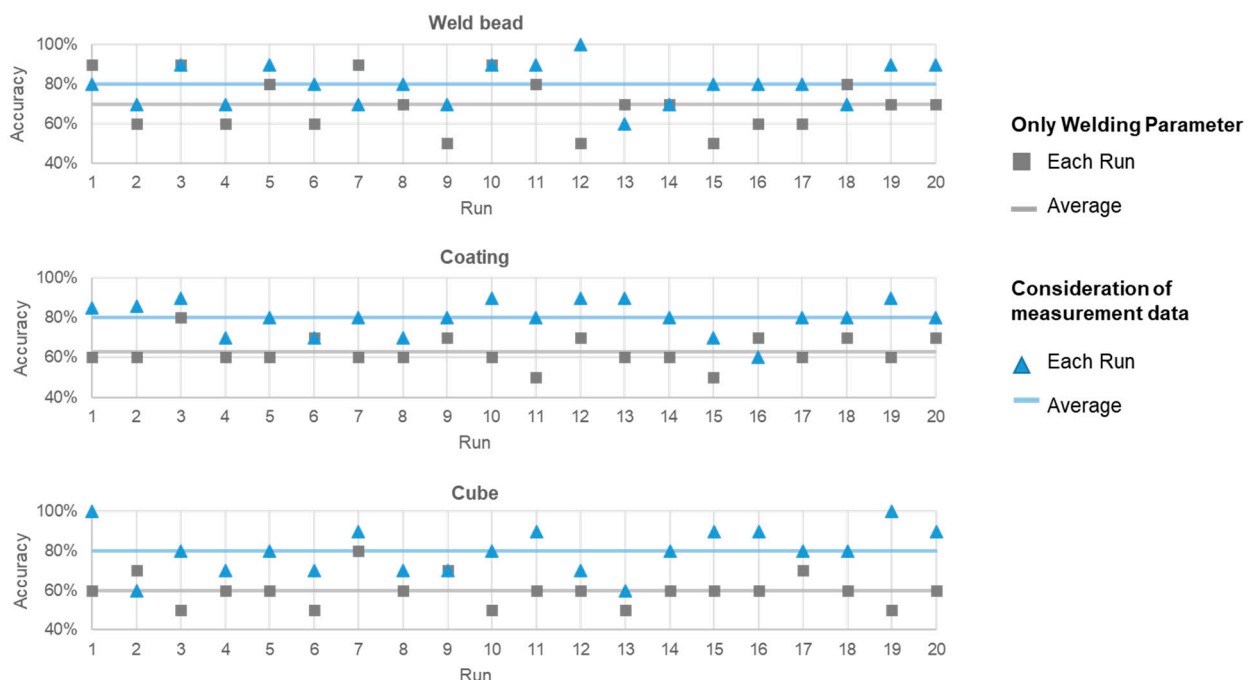 Weld bead
100%
80%
60%
40%
Accuracy
1 2 3 4 5 6 7 8 9 10 11 12 13 14 15 16 17 18 19 20
Run
Coating
100%
80%
60%
40%
Accuracy
1 2 3 4 5 6 7 8 9 10 11 12 13 14 15 16 17 18 19 20
Run
Cube
100%
80%
60%
40%
Accuracy
1 2 3 4 5 6 7 8 9 10 11 12 13 14 15 16 17 18 19 20
Run
Only Welding Parameter
Each Run
Average
Consideration of
measurement data
Each Run
Average